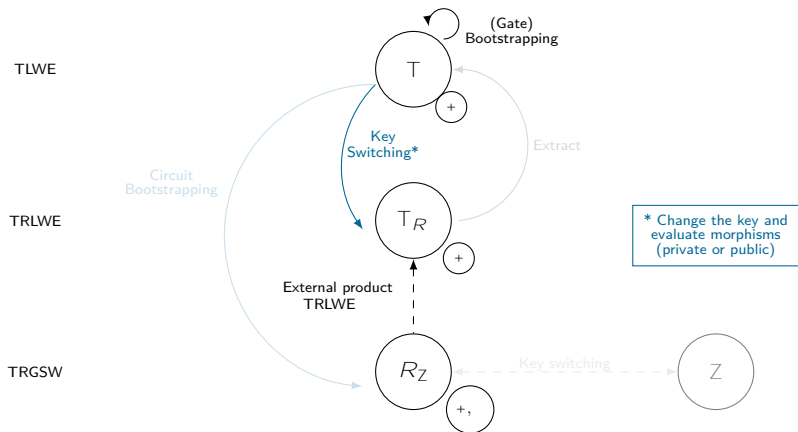 (Gate)
Bootstrapping
TLWE
T
+
Key
Switching*
Extract
Circuit
Bootstrapping
TRLWE
T_R
+
* Change the key and
evaluate morphisms
(private or public)
External product
TRLWE
TRGSW
R_Z
Key switching
Z
+,